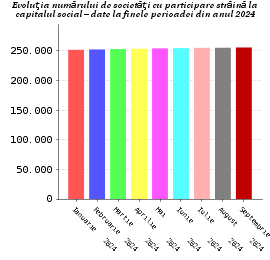 Evoluţia numărului de societăţi cu participare străină la
capitalul social – date la finele perioadei din anul 2024
250.000
200.000
150.000
100.000
50.000
0
Ianuarie 2024
Februarie 2024
Martie 2024
Aprilie 2024
Mai 2024
Iunie 2024
Iulie 2024
August 2024
Septembrie 2024